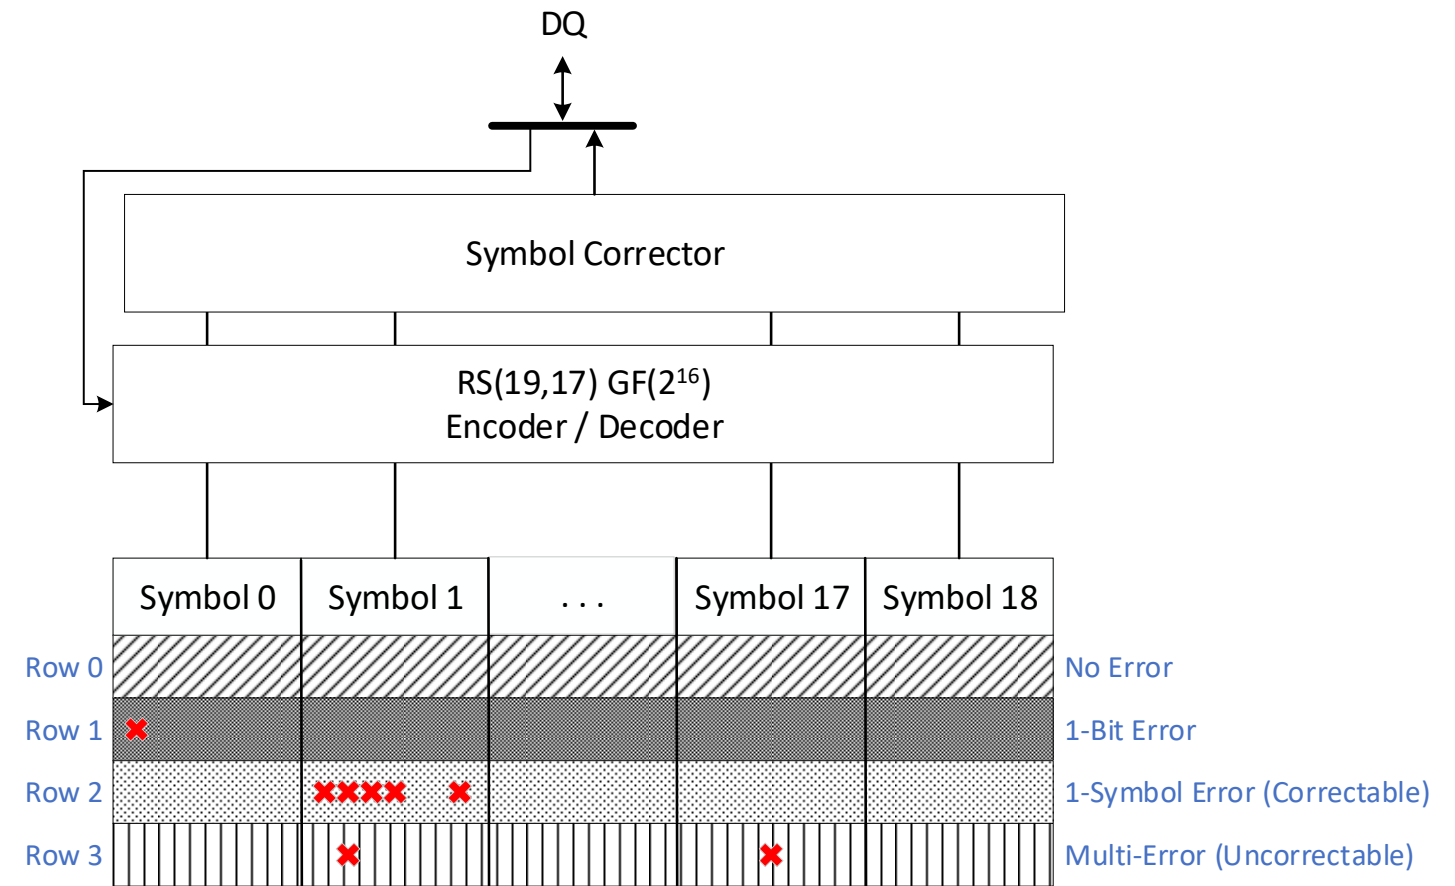 DQ
Symbol Corrector
RS(19,17) GF(2¹⁶)
Encoder / Decoder
Symbol 0
Symbol 1
. . .
Symbol 17
Symbol 18
Row 0
No Error
Row 1
1-Bit Error
Row 2
1-Symbol Error (Correctable)
Row 3
Multi-Error (Uncorrectable)